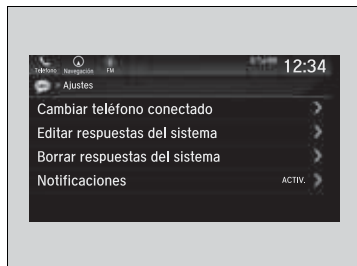 12:34
Teléfono Navegación FM
Ajustes
Cambiar teléfono conectado
Editar respuestas del sistema
Borrar respuestas del sistema
Notificaciones ACTIV.